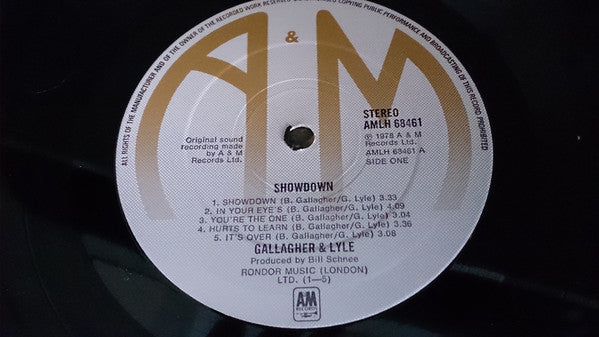 ALL RIGHTS OF THE MANUFACTURER AND OF THE OWNER OF THE RECORDED WORK RESERVED COPYING PUBLIC PERFORMANCE AND BROADCASTING OF THIS RECORD PROHIBITED
A & M
Original sound
recording made
by A & M
Records Ltd.
STEREO
AMLH 68461
℗ 1978 A & M
Records Ltd.
AMLH 68461 A
SIDE ONE
SHOWDOWN
1. SHOWDOWN (B. Gallagher/G. Lyle) 3.33
2. IN YOUR EYE'S (B. Gallagher/G. Lyle) 4.09
3. YOU'RE THE ONE (B. Gallagher/G. Lyle) 3.04
4. HURTS TO LEARN (B. Gallagher/G. Lyle) 3.36
5. IT'S OVER (B. Gallagher/G. Lyle) 3.08
GALLAGHER & LYLE
Produced by Bill Schnee
RONDOR MUSIC (LONDON)
LTD. (1—5)
AM
RECORDS